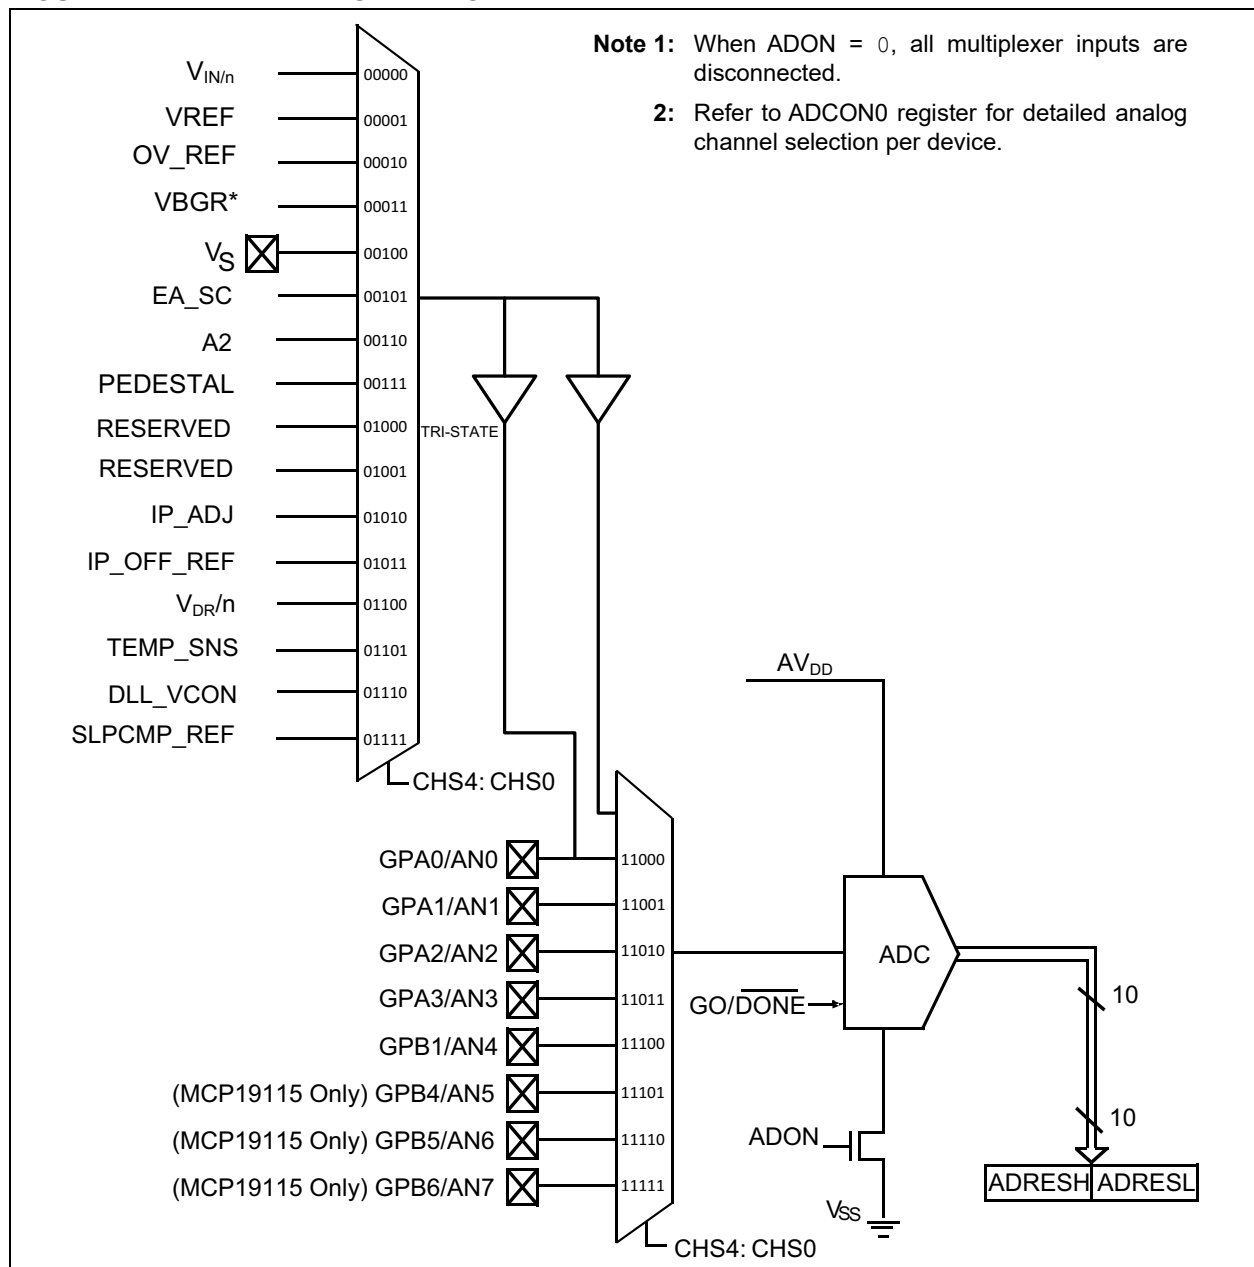 Note 1: When ADON = 0, all multiplexer inputs are
disconnected.
2: Refer to ADCON0 register for detailed analog
channel selection per device.
VIN/n 00000
VREF 00001
OV_REF 00010
VBGR* 00011
VS 00100
EA_SC 00101
A2 00110
PEDESTAL 00111
RESERVED 01000
TRI-STATE
RESERVED 01001
IP_ADJ 01010
IP_OFF_REF 01011
VDR/n 01100
TEMP_SNS 01101
DLL_VCON 01110
SLPCMP_REF 01111
CHS4: CHS0
AVDD
GPA0/AN0 11000
GPA1/AN1 11001
GPA2/AN2 11010
GPA3/AN3 11011
GPB1/AN4 11100
(MCP19115 Only) GPB4/AN5 11101
(MCP19115 Only) GPB5/AN6 11110
(MCP19115 Only) GPB6/AN7 11111
CHS4: CHS0
ADC
GO/DONE
10
10
ADON
VSS
ADRESH ADRESL